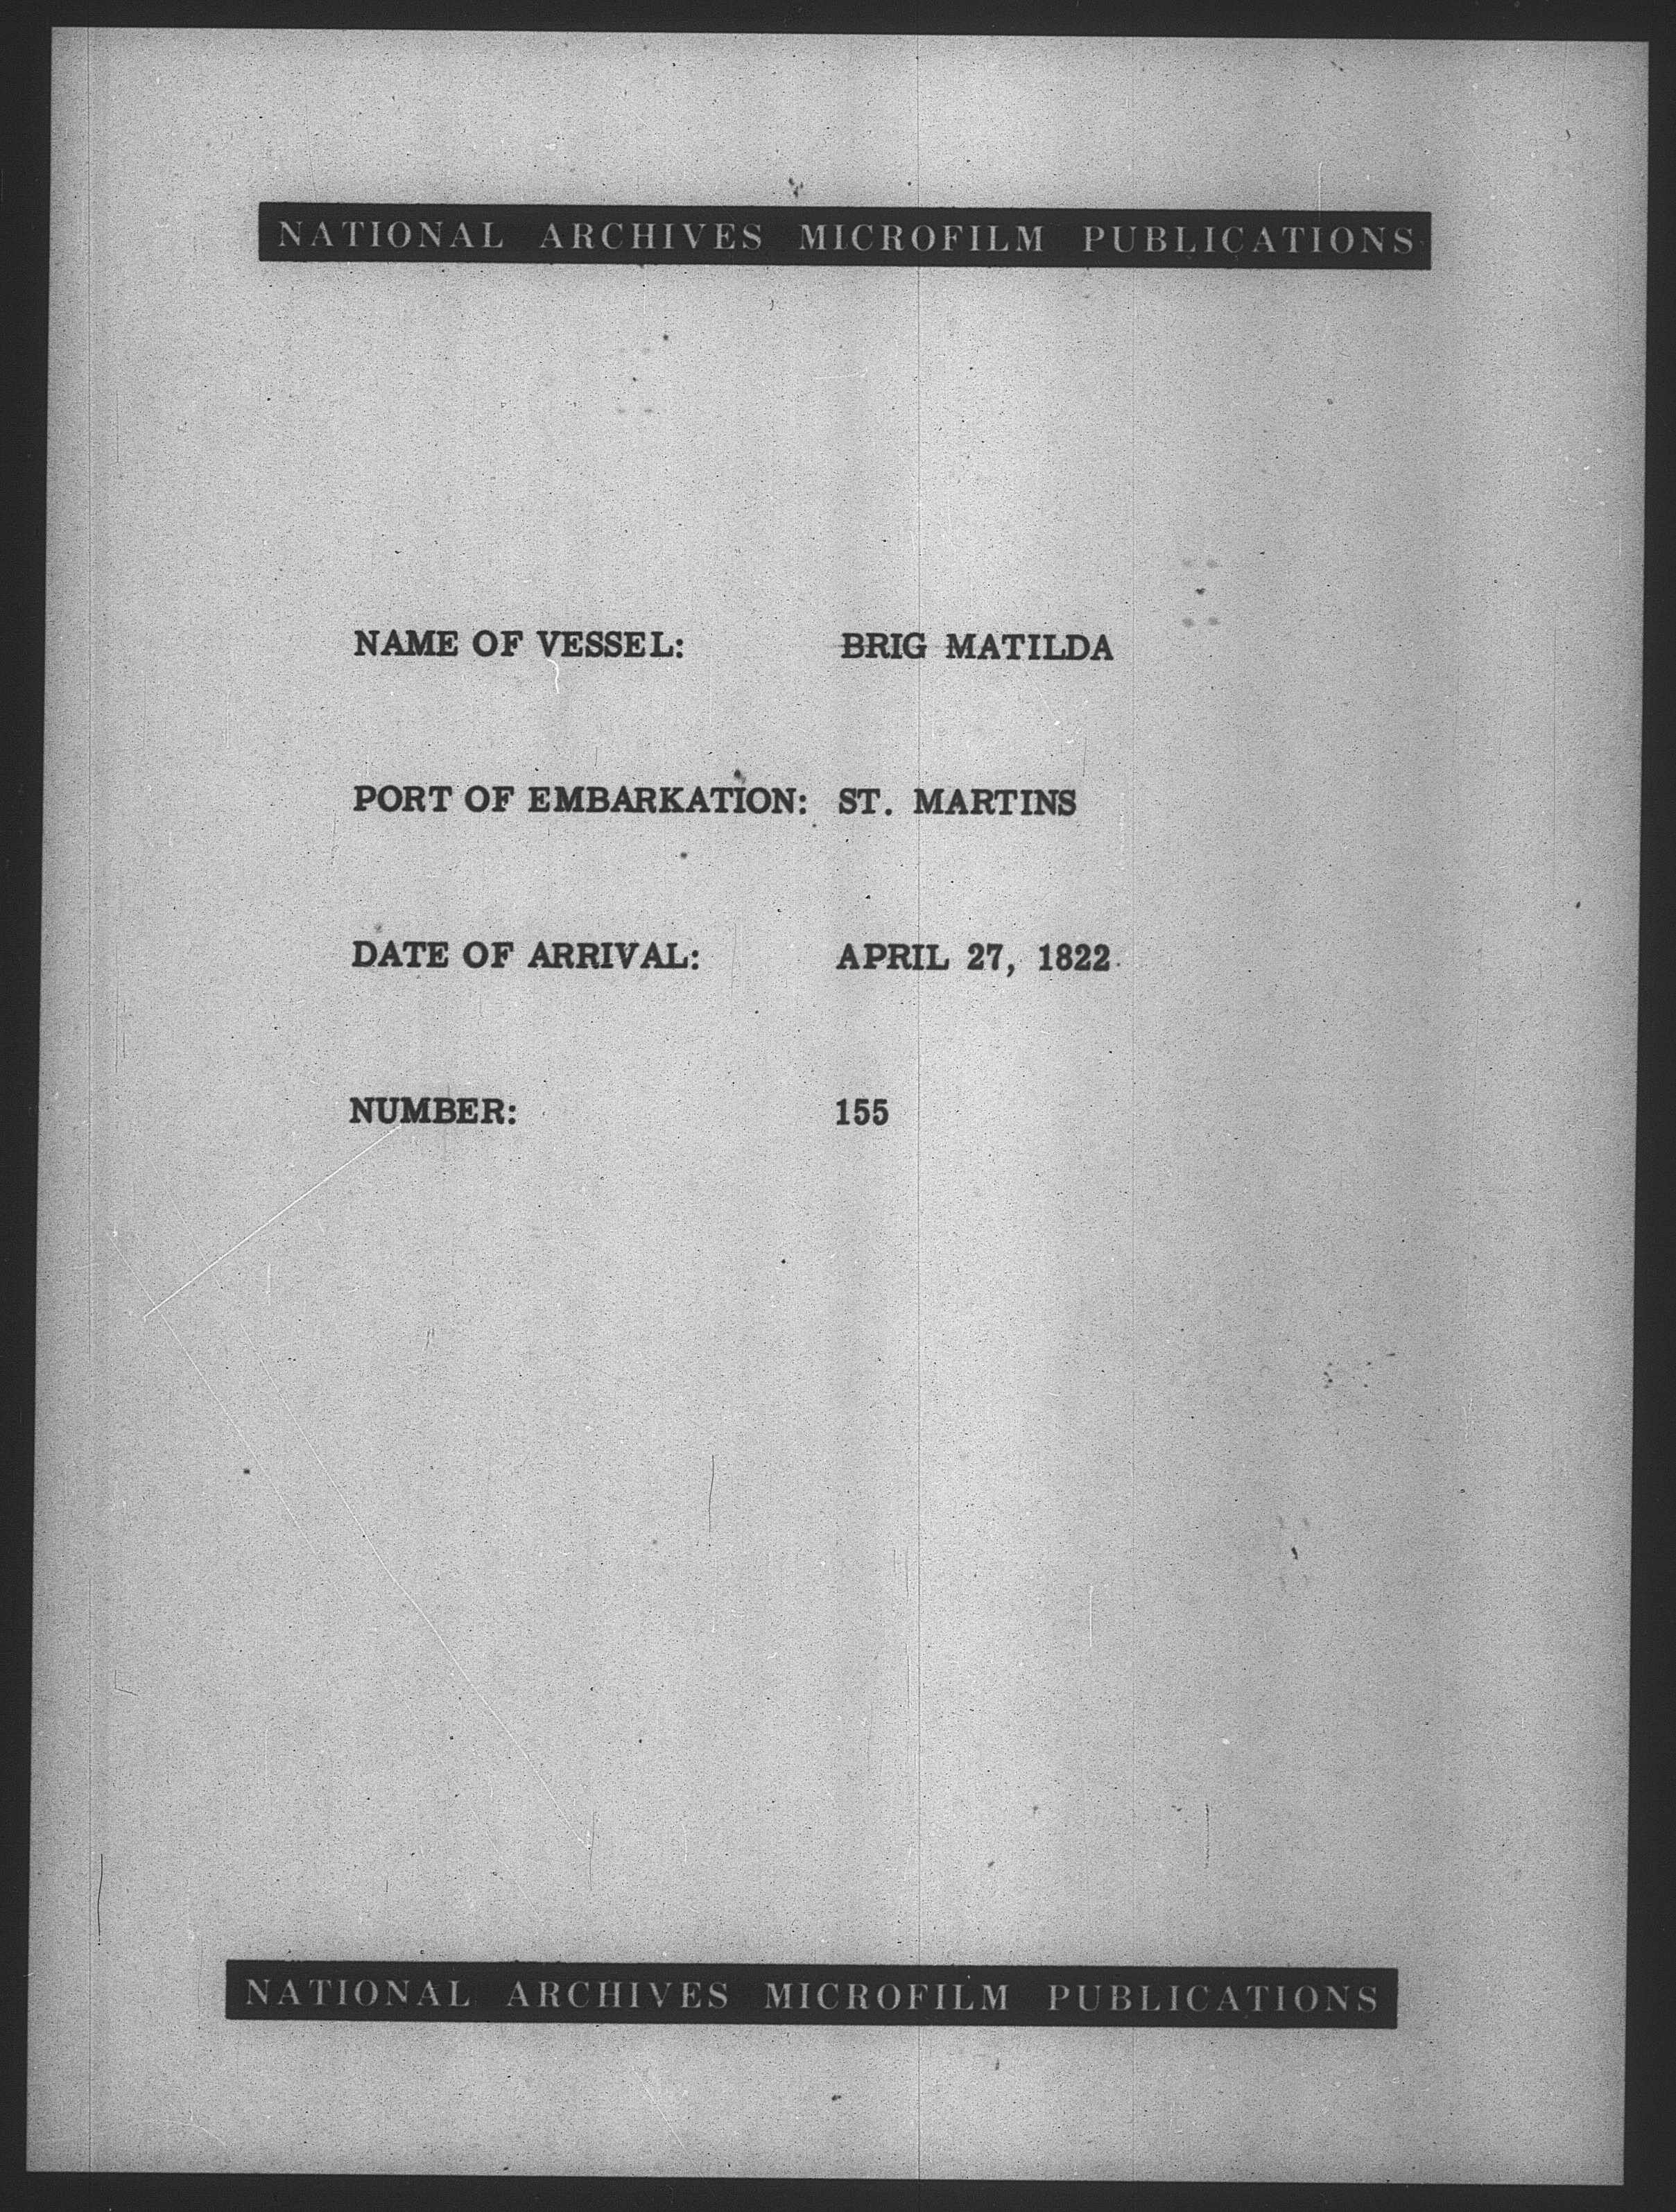 NATIONAL ARCHIVES MICROFILM PUBLICATIONS
NAME OF VESSEL: BRIG MATILDA
PORT OF EMBARKATION: ST. MARTINS
DATE OF ARRIVAL: APRIL 27, 1822
NUMBER: 155
NATIONAL ARCHIVES MICROFILM PUBLICATIONS